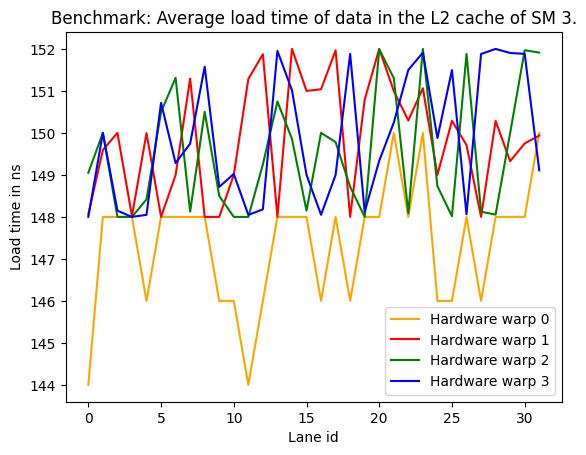 Benchmark: Average load time of data in the L2 cache of SM 3.
152
151
150
149
148
147
146
145
144
Load time in ns
Hardware warp 0
Hardware warp 1
Hardware warp 2
Hardware warp 3
0 5 10 15 20 25 30
Lane id